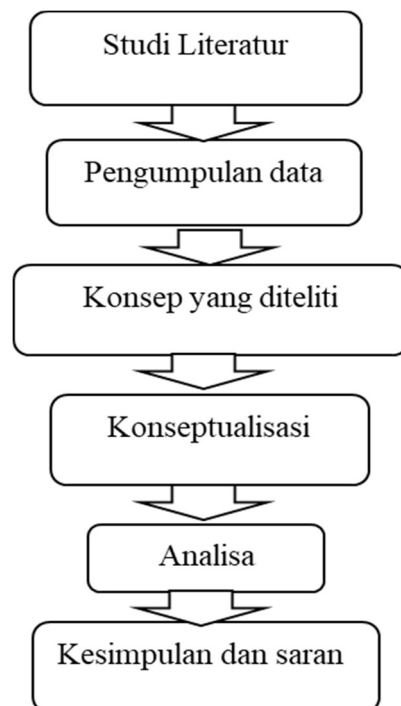 Studi Literatur
Pengumpulan data
Konsep yang diteliti
Konseptualisasi
Analisa
Kesimpulan dan saran